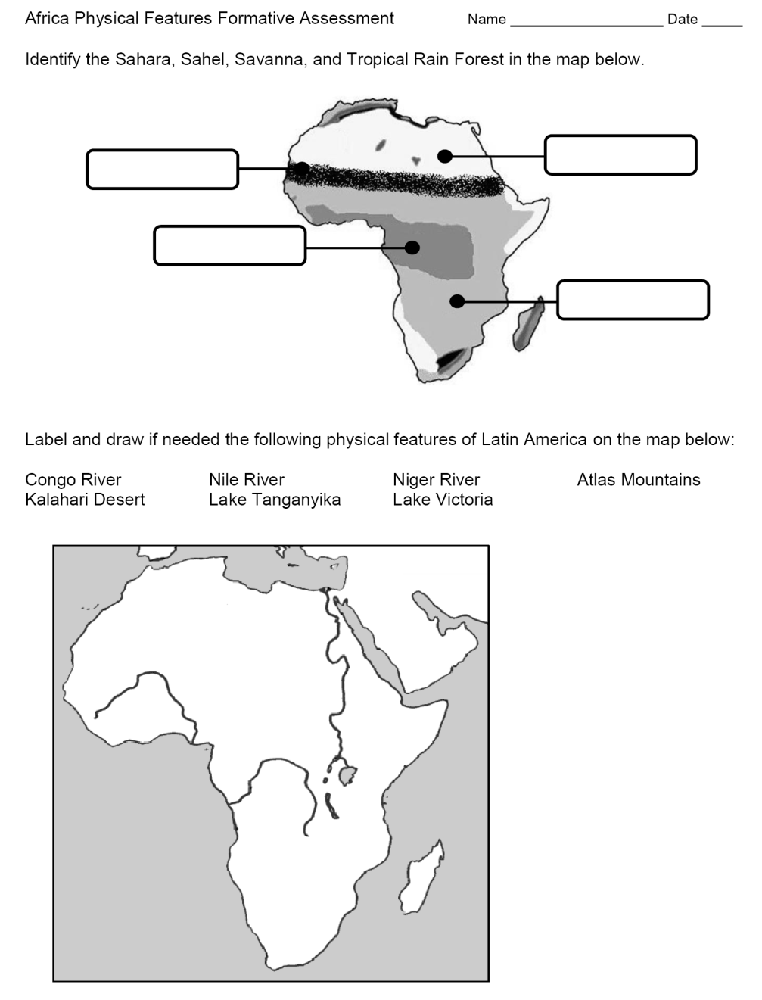 Africa Physical Features Formative Assessment Name _________________ Date _____
Identify the Sahara, Sahel, Savanna, and Tropical Rain Forest in the map below.
Label and draw if needed the following physical features of Latin America on the map below:
Congo River Nile River Niger River Atlas Mountains
Kalahari Desert Lake Tanganyika Lake Victoria